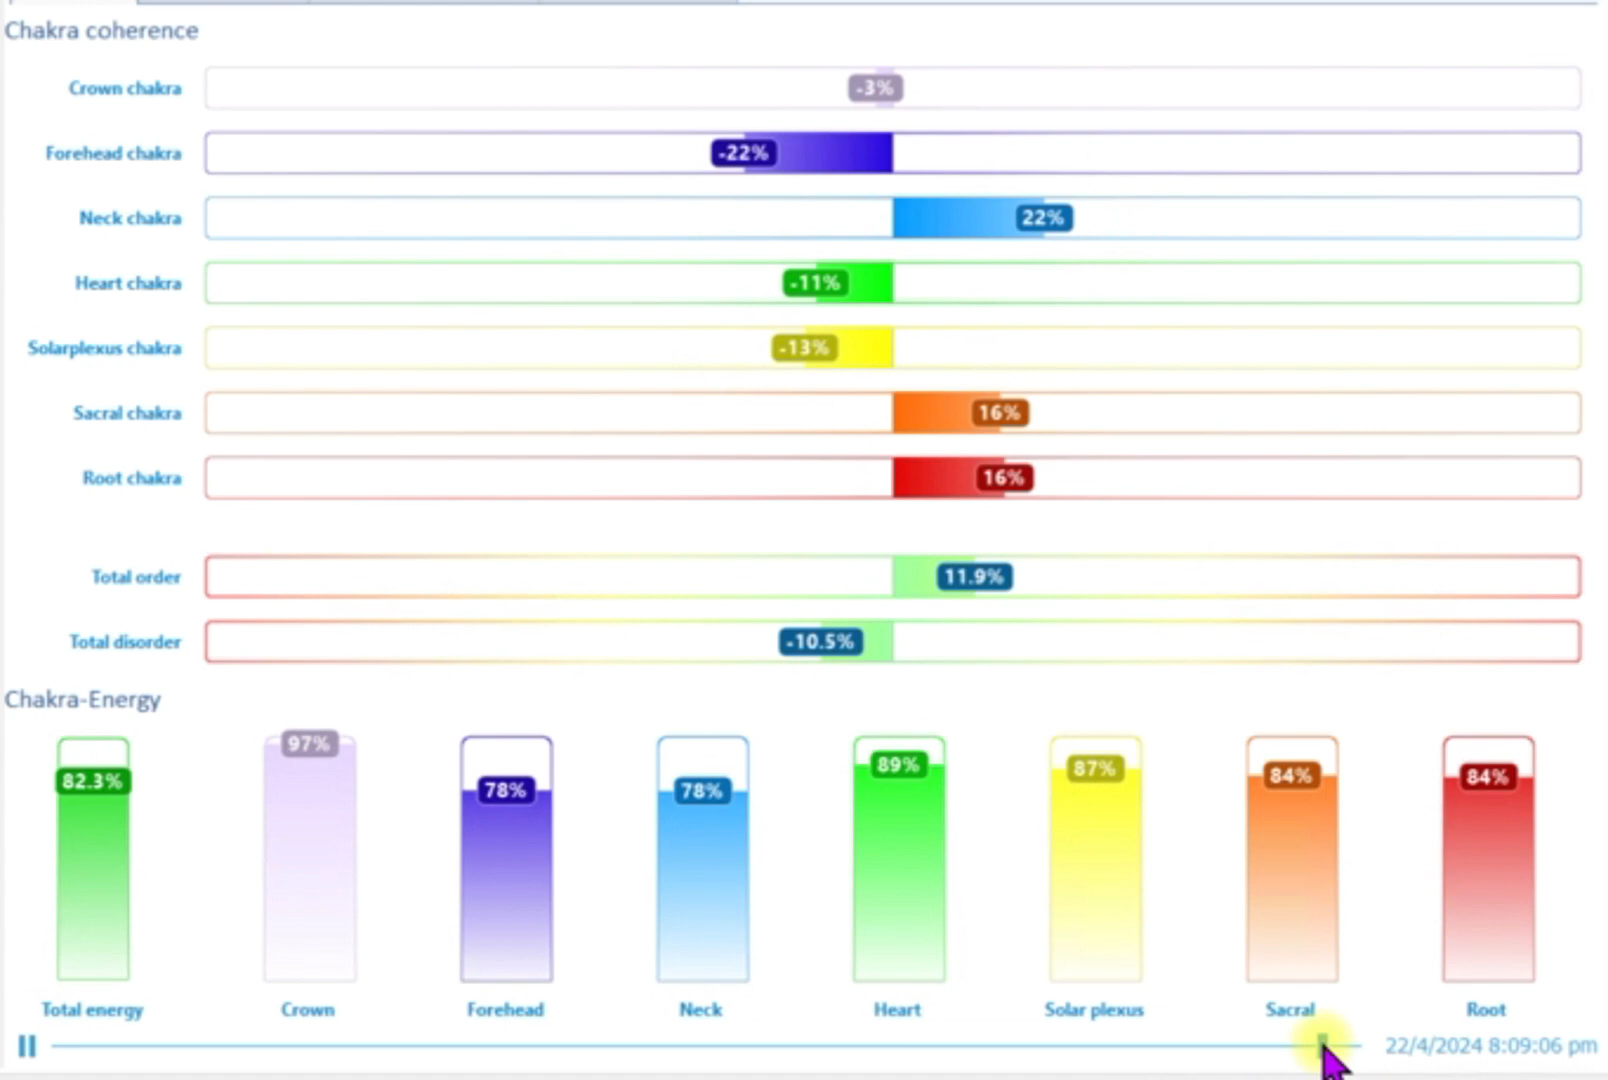 Chakra coherence
Crown chakra -3%
Forehead chakra -22%
Neck chakra 22%
Heart chakra -11%
Solarplexus chakra -13%
Sacral chakra 16%
Root chakra 16%
Total order 11.9%
Total disorder -10.5%
Chakra-Energy
82.3% 97% 78% 78% 89% 87% 84% 84%
Total energy Crown Forehead Neck Heart Solar plexus Sacral Root
22/4/2024 8:09:06 pm